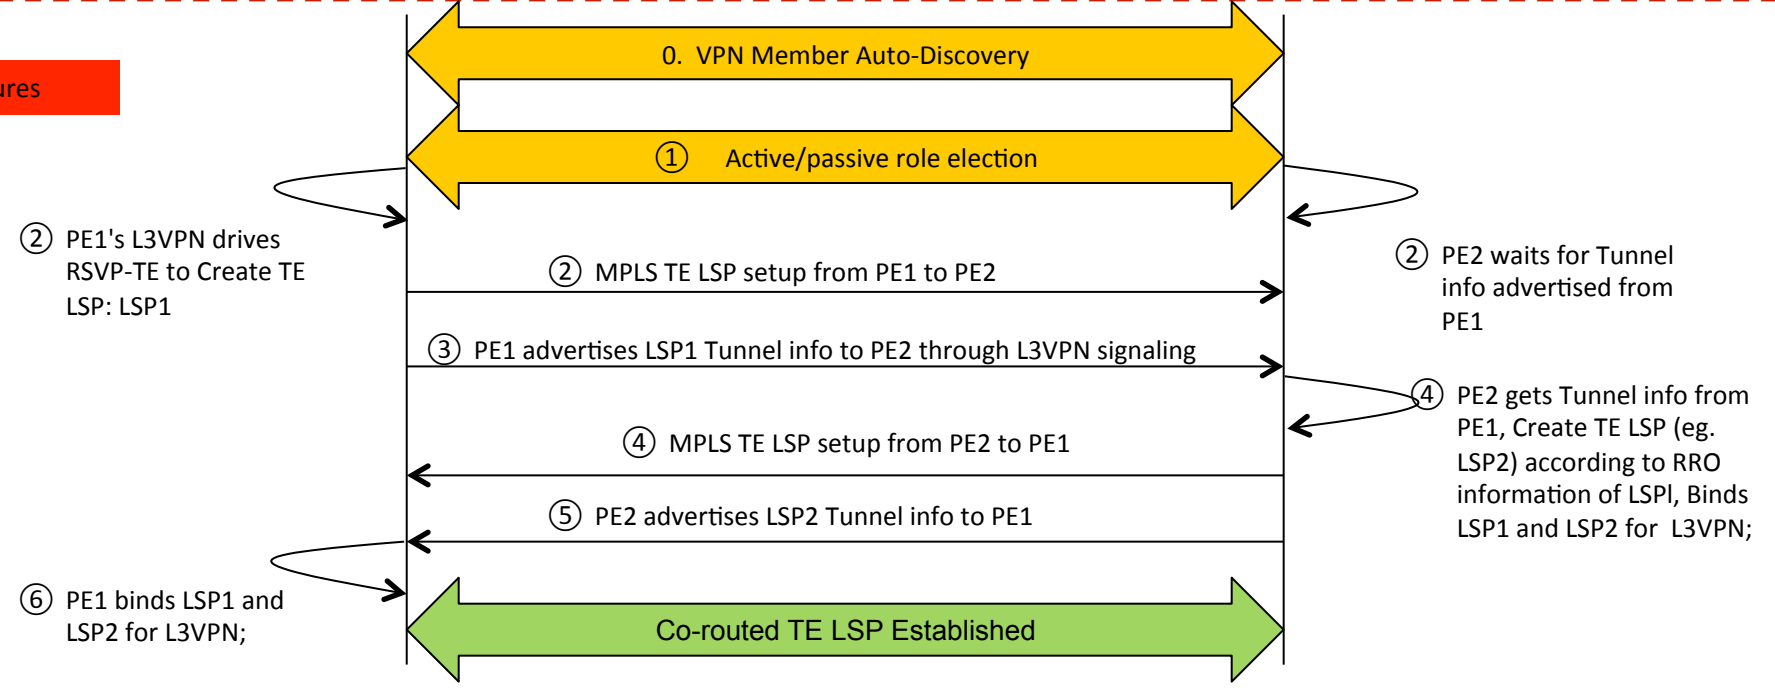 0. VPN Member Auto-Discovery
ures
① Active/passive role election
② PE1's L3VPN drives
RSVP-TE to Create TE
LSP: LSP1
② MPLS TE LSP setup from PE1 to PE2
② PE2 waits for Tunnel
info advertised from
PE1
③ PE1 advertises LSP1 Tunnel info to PE2 through L3VPN signaling
④ PE2 gets Tunnel info from
PE1, Create TE LSP (eg.
LSP2) according to RRO
information of LSPl, Binds
LSP1 and LSP2 for L3VPN;
④ MPLS TE LSP setup from PE2 to PE1
⑤ PE2 advertises LSP2 Tunnel info to PE1
⑥ PE1 binds LSP1 and
LSP2 for L3VPN;
Co-routed TE LSP Established